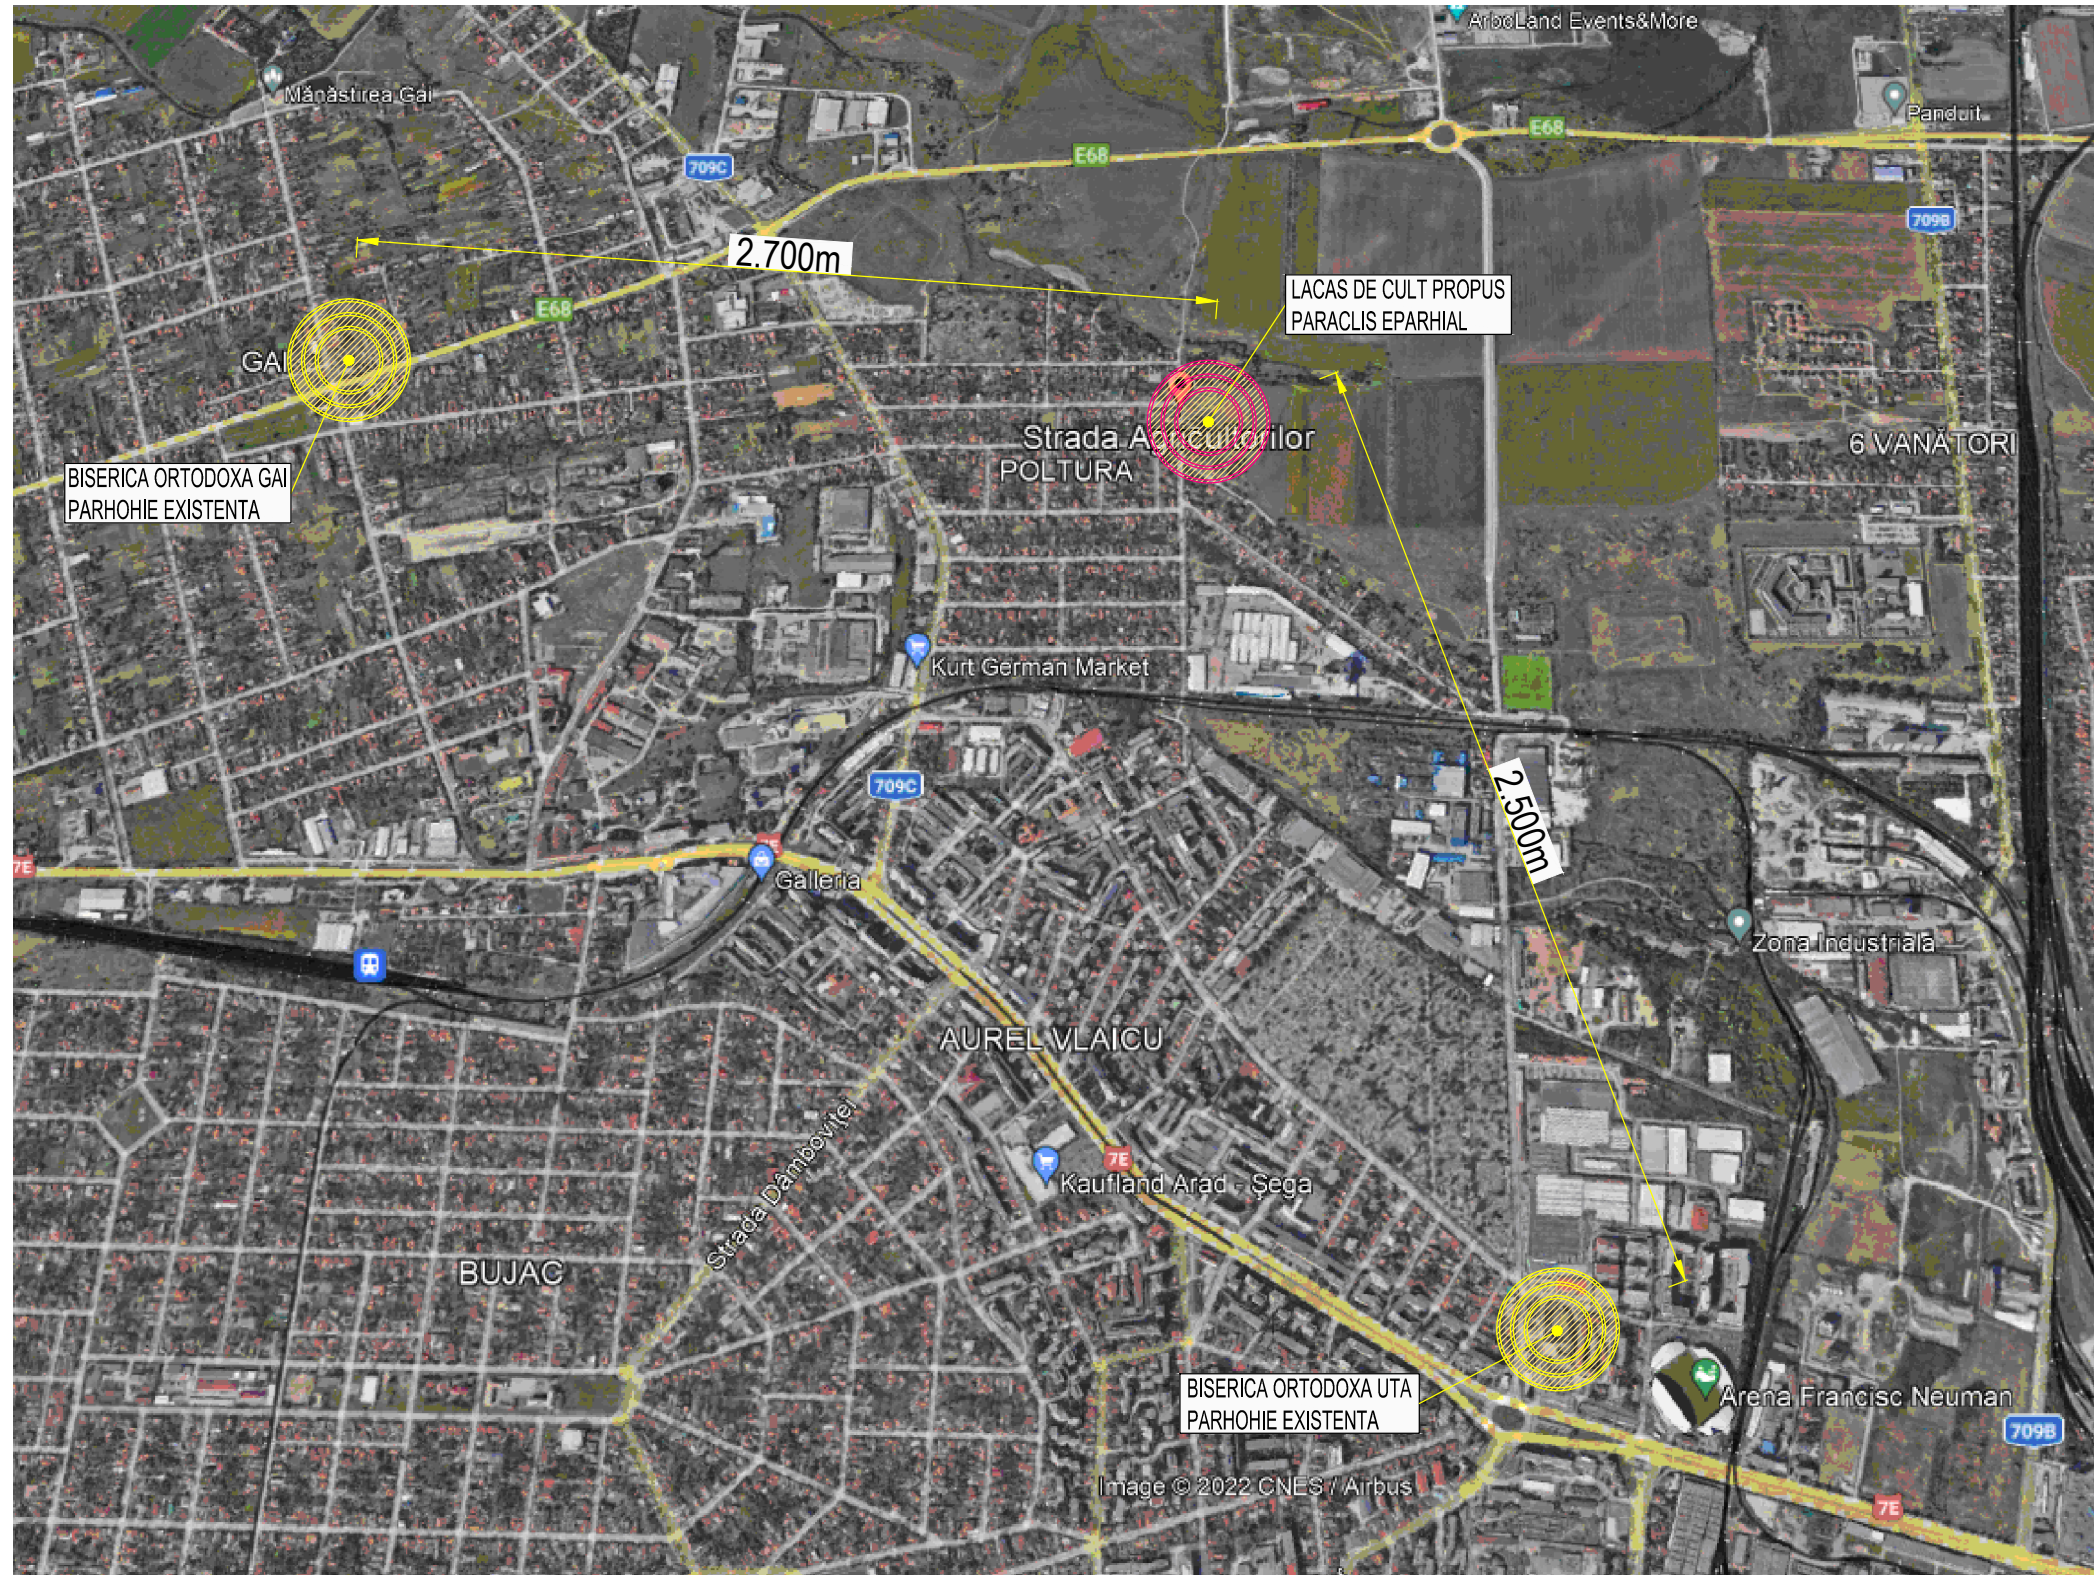 ArboLand Events&More
Mănăstirea Gai
Panduit
E68
E68
709C
709B
2.700m
LACAS DE CULT PROPUS
PARACLIS EPARHIAL
E68
GAI
Strada Agricultorilor
POLTURA
6 VANĂTORI
BISERICA ORTODOXA GAI
PARHOHIE EXISTENTA
Kurt German Market
709C
2.500m
7E
7E
Galleria
Zona Industriala
AUREL VLAICU
Strada Dâmboviței
7E
Kaufland Arad - Șega
BUJAC
BISERICA ORTODOXA UTA
PARHOHIE EXISTENTA
Arena Francisc Neuman
709B
Image © 2022 CNES / Airbus
7E